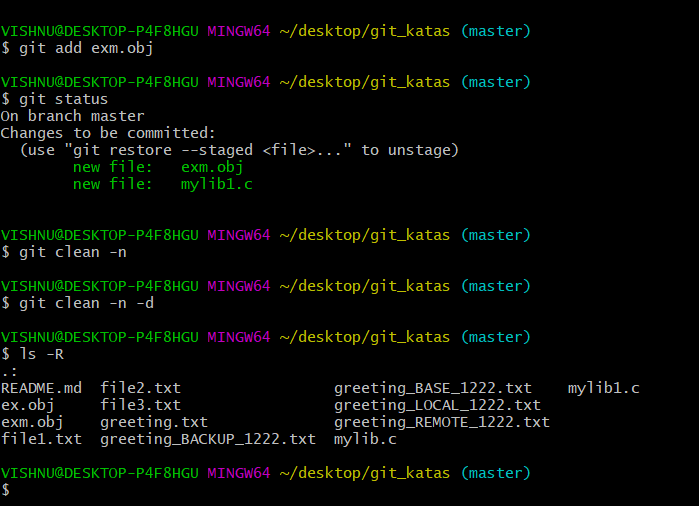 VISHNU@DESKTOP-P4F8HGU MINGW64 ~/desktop/git_katas (master)
$ git add exm.obj
VISHNU@DESKTOP-P4F8HGU MINGW64 ~/desktop/git_katas (master)
$ git status
On branch master
Changes to be committed:
  (use "git restore --staged <file>..." to unstage)
        new file:   exm.obj
        new file:   mylib1.c
VISHNU@DESKTOP-P4F8HGU MINGW64 ~/desktop/git_katas (master)
$ git clean -n
VISHNU@DESKTOP-P4F8HGU MINGW64 ~/desktop/git_katas (master)
$ git clean -n -d
VISHNU@DESKTOP-P4F8HGU MINGW64 ~/desktop/git_katas (master)
$ ls -R
.:
README.md  file2.txt                 greeting_BASE_1222.txt    mylib1.c
ex.obj     file3.txt                 greeting_LOCAL_1222.txt
exm.obj    greeting.txt              greeting_REMOTE_1222.txt
file1.txt  greeting_BACKUP_1222.txt  mylib.c
VISHNU@DESKTOP-P4F8HGU MINGW64 ~/desktop/git_katas (master)
$